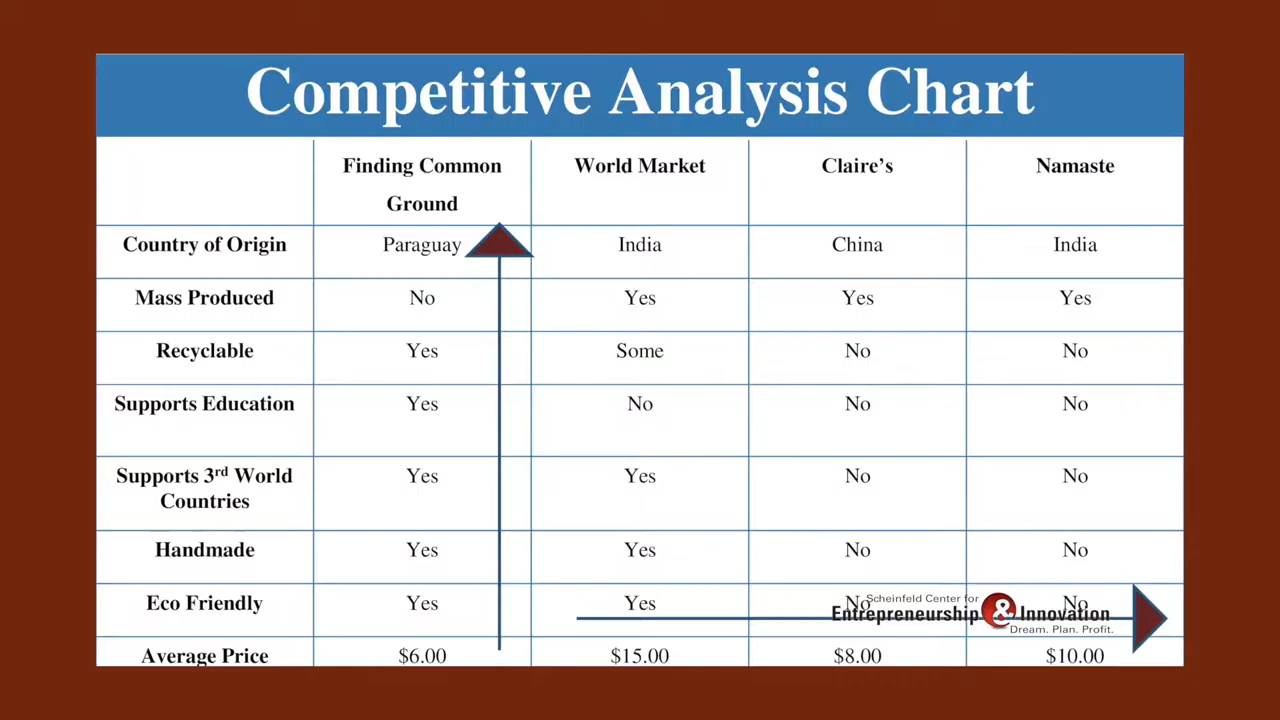 Competitive Analysis Chart
Finding Common Ground World Market Claire's Namaste
Country of Origin Paraguay India China India
Mass Produced No Yes Yes Yes
Recyclable Yes Some No No
Supports Education Yes No No No
Supports 3rd World Countries Yes Yes No No
Handmade Yes Yes No No
Eco Friendly Yes Yes No No
Scheinfeld Center for
Entrepreneurship & Innovation
Dream. Plan. Profit.
Average Price $6.00 $15.00 $8.00 $10.00